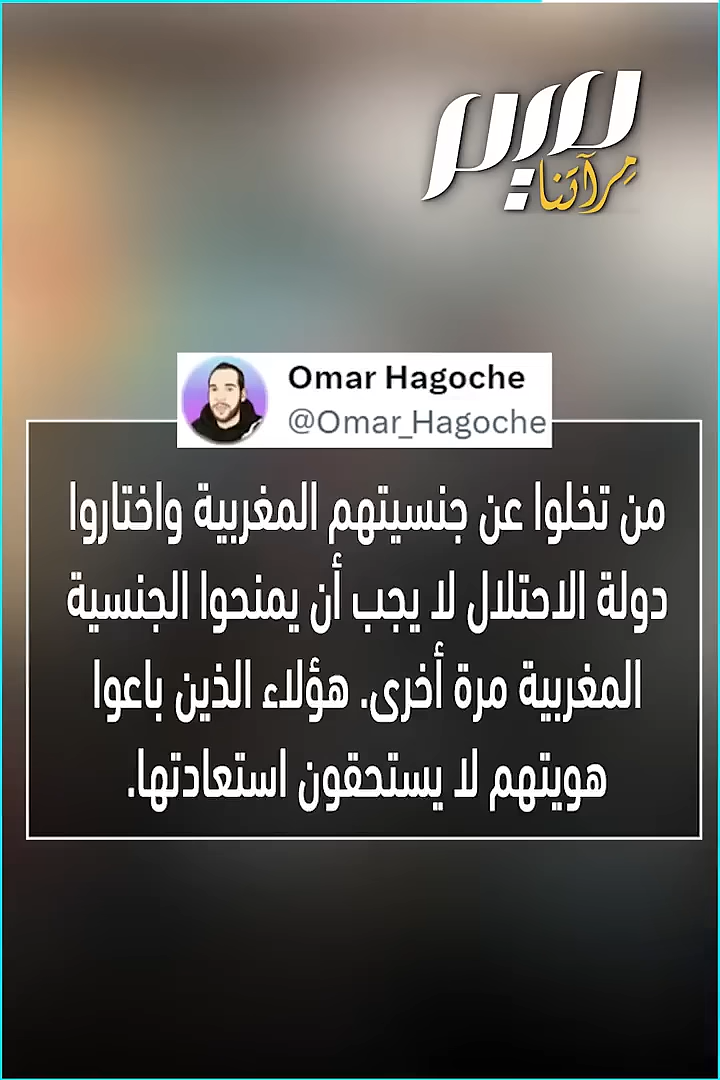 مِرآتنا
Omar Hagoche
@Omar_Hagoche
من تخلوا عن جنسيتهم المغربية واختاروا
دولة الاحتلال لا يجب أن يمنحوا الجنسية
المغربية مرة أخرى. هؤلاء الذين باعوا
هويتهم لا يستحقون استعادتها.